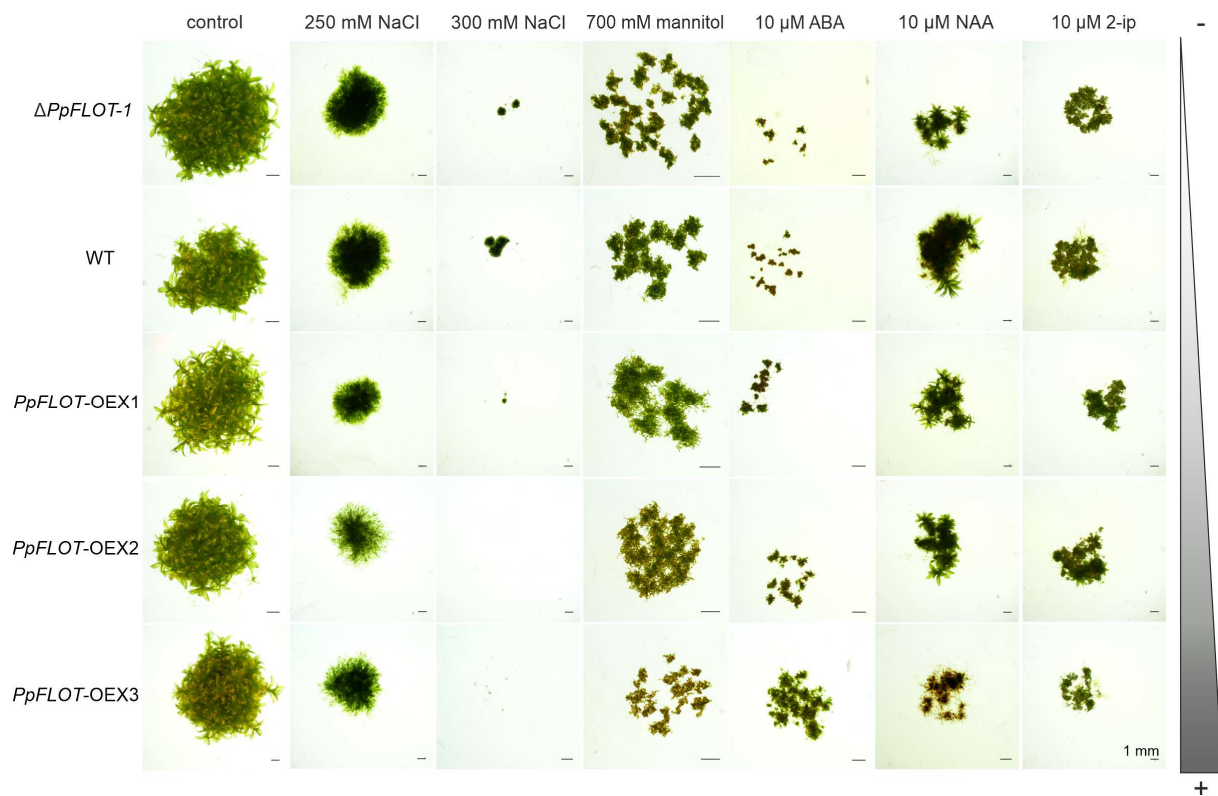 control 250 mM NaCl 300 mM NaCl 700 mM mannitol 10 µM ABA 10 µM NAA 10 µM 2-ip -
ΔPpFLOT-1
WT
PpFLOT-OEX1
PpFLOT-OEX2
PpFLOT-OEX3
1 mm
+